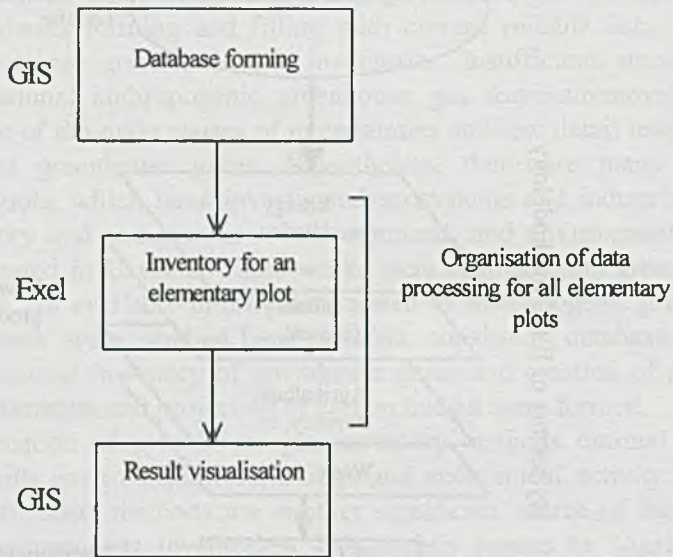 GIS
Database forming
Exel
Inventory for an
elementary plot
Organisation of data
processing for all elementary
plots
GIS
Result visualisation